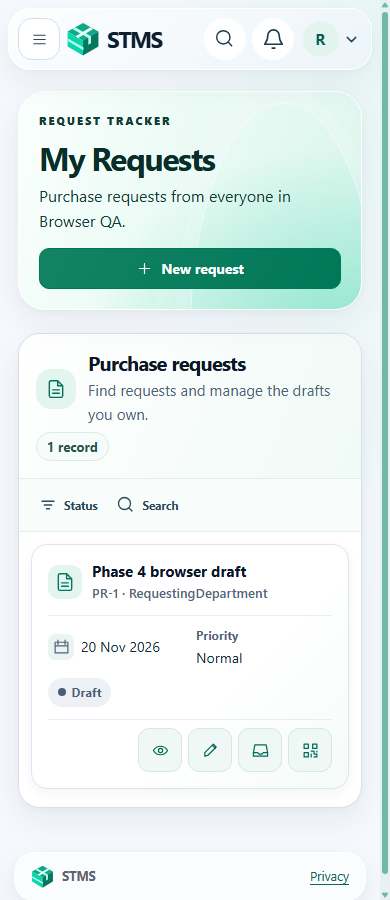 STMS
R
REQUEST TRACKER
My Requests
Purchase requests from everyone in
Browser QA.
New request
Purchase requests
Find requests and manage the drafts
you own.
1 record
Status
Search
Phase 4 browser draft
PR-1 · RequestingDepartment
20 Nov 2026
Priority
Normal
Draft
STMS
Privacy